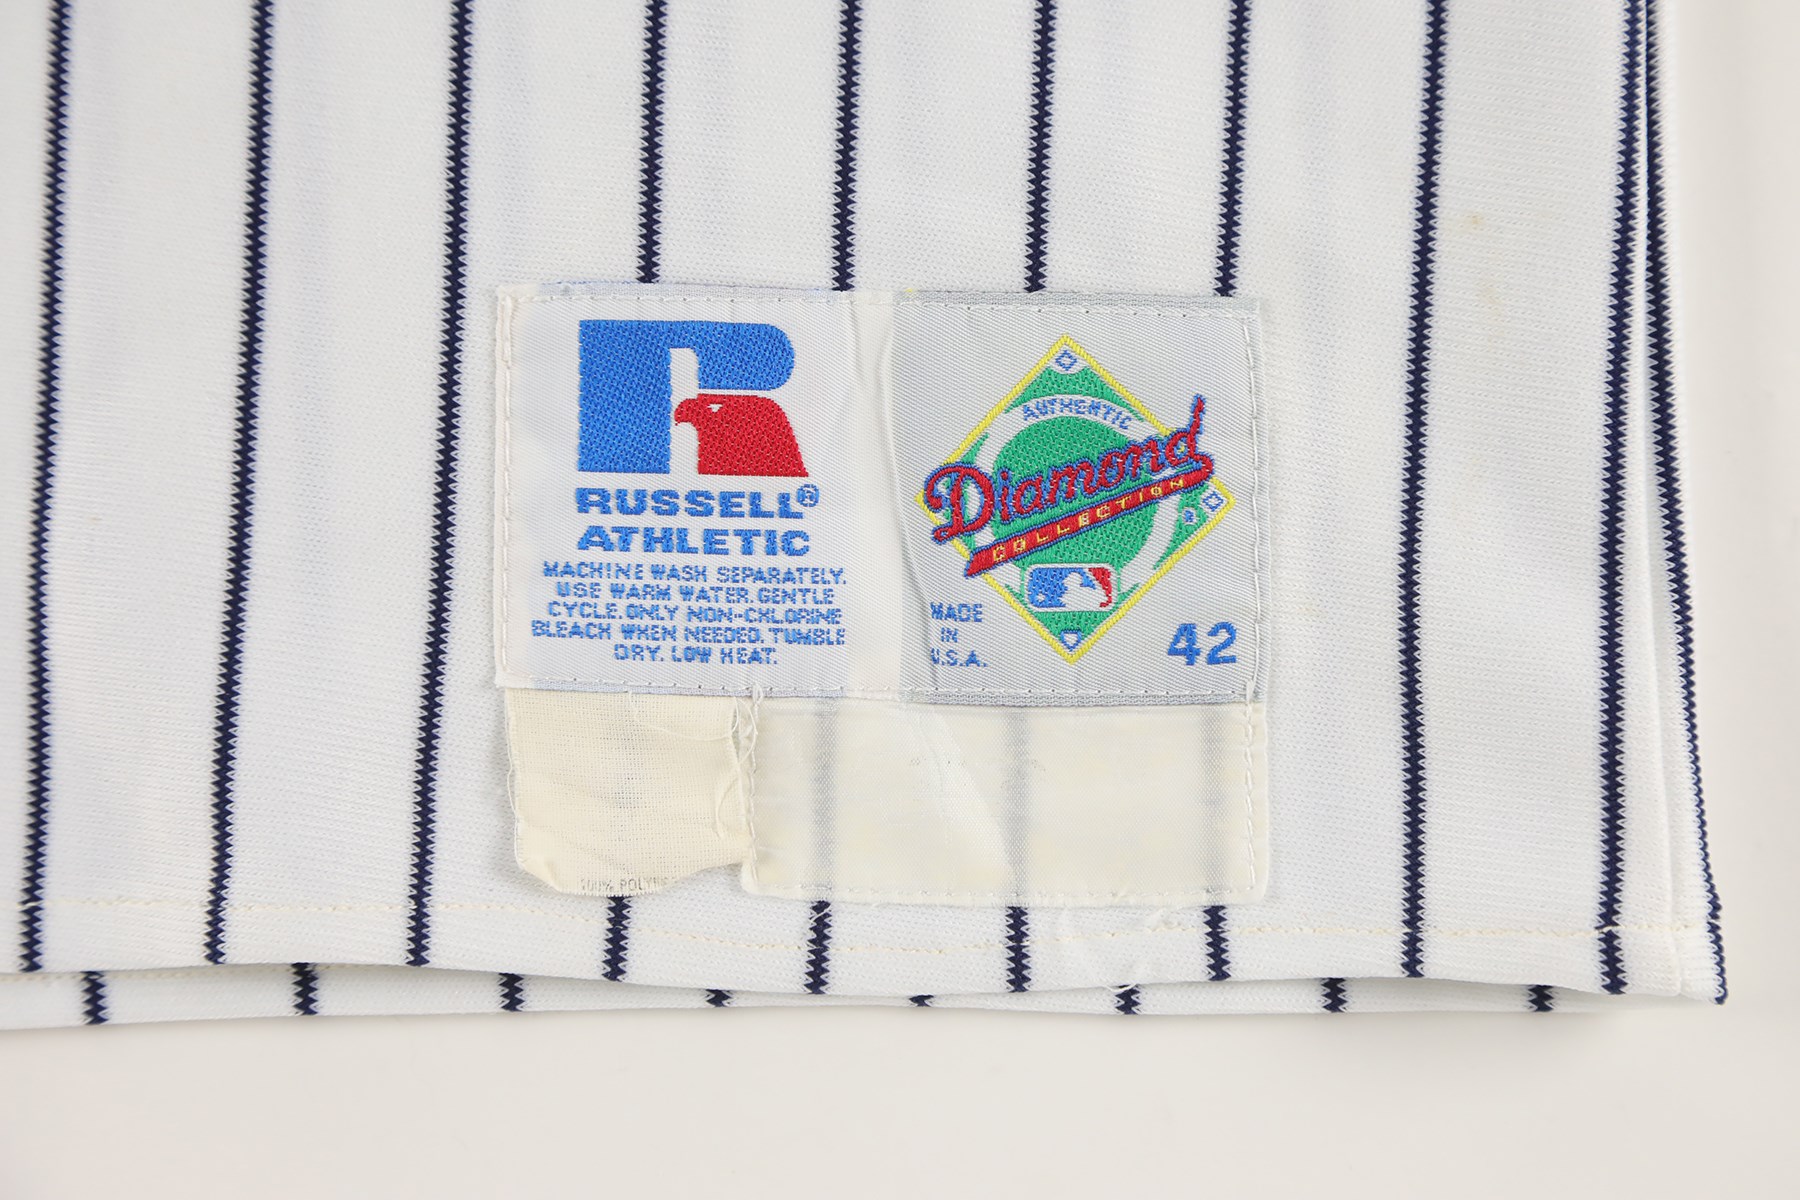 RUSSELL®
ATHLETIC
MACHINE WASH SEPARATELY.
USE WARM WATER. GENTLE
CYCLE. ONLY NON-CHLORINE
BLEACH WHEN NEEDED. TUMBLE
DRY. LOW HEAT.
AUTHENTIC
Diamond
COLLECTION
MADE
IN
U.S.A.
42
100%